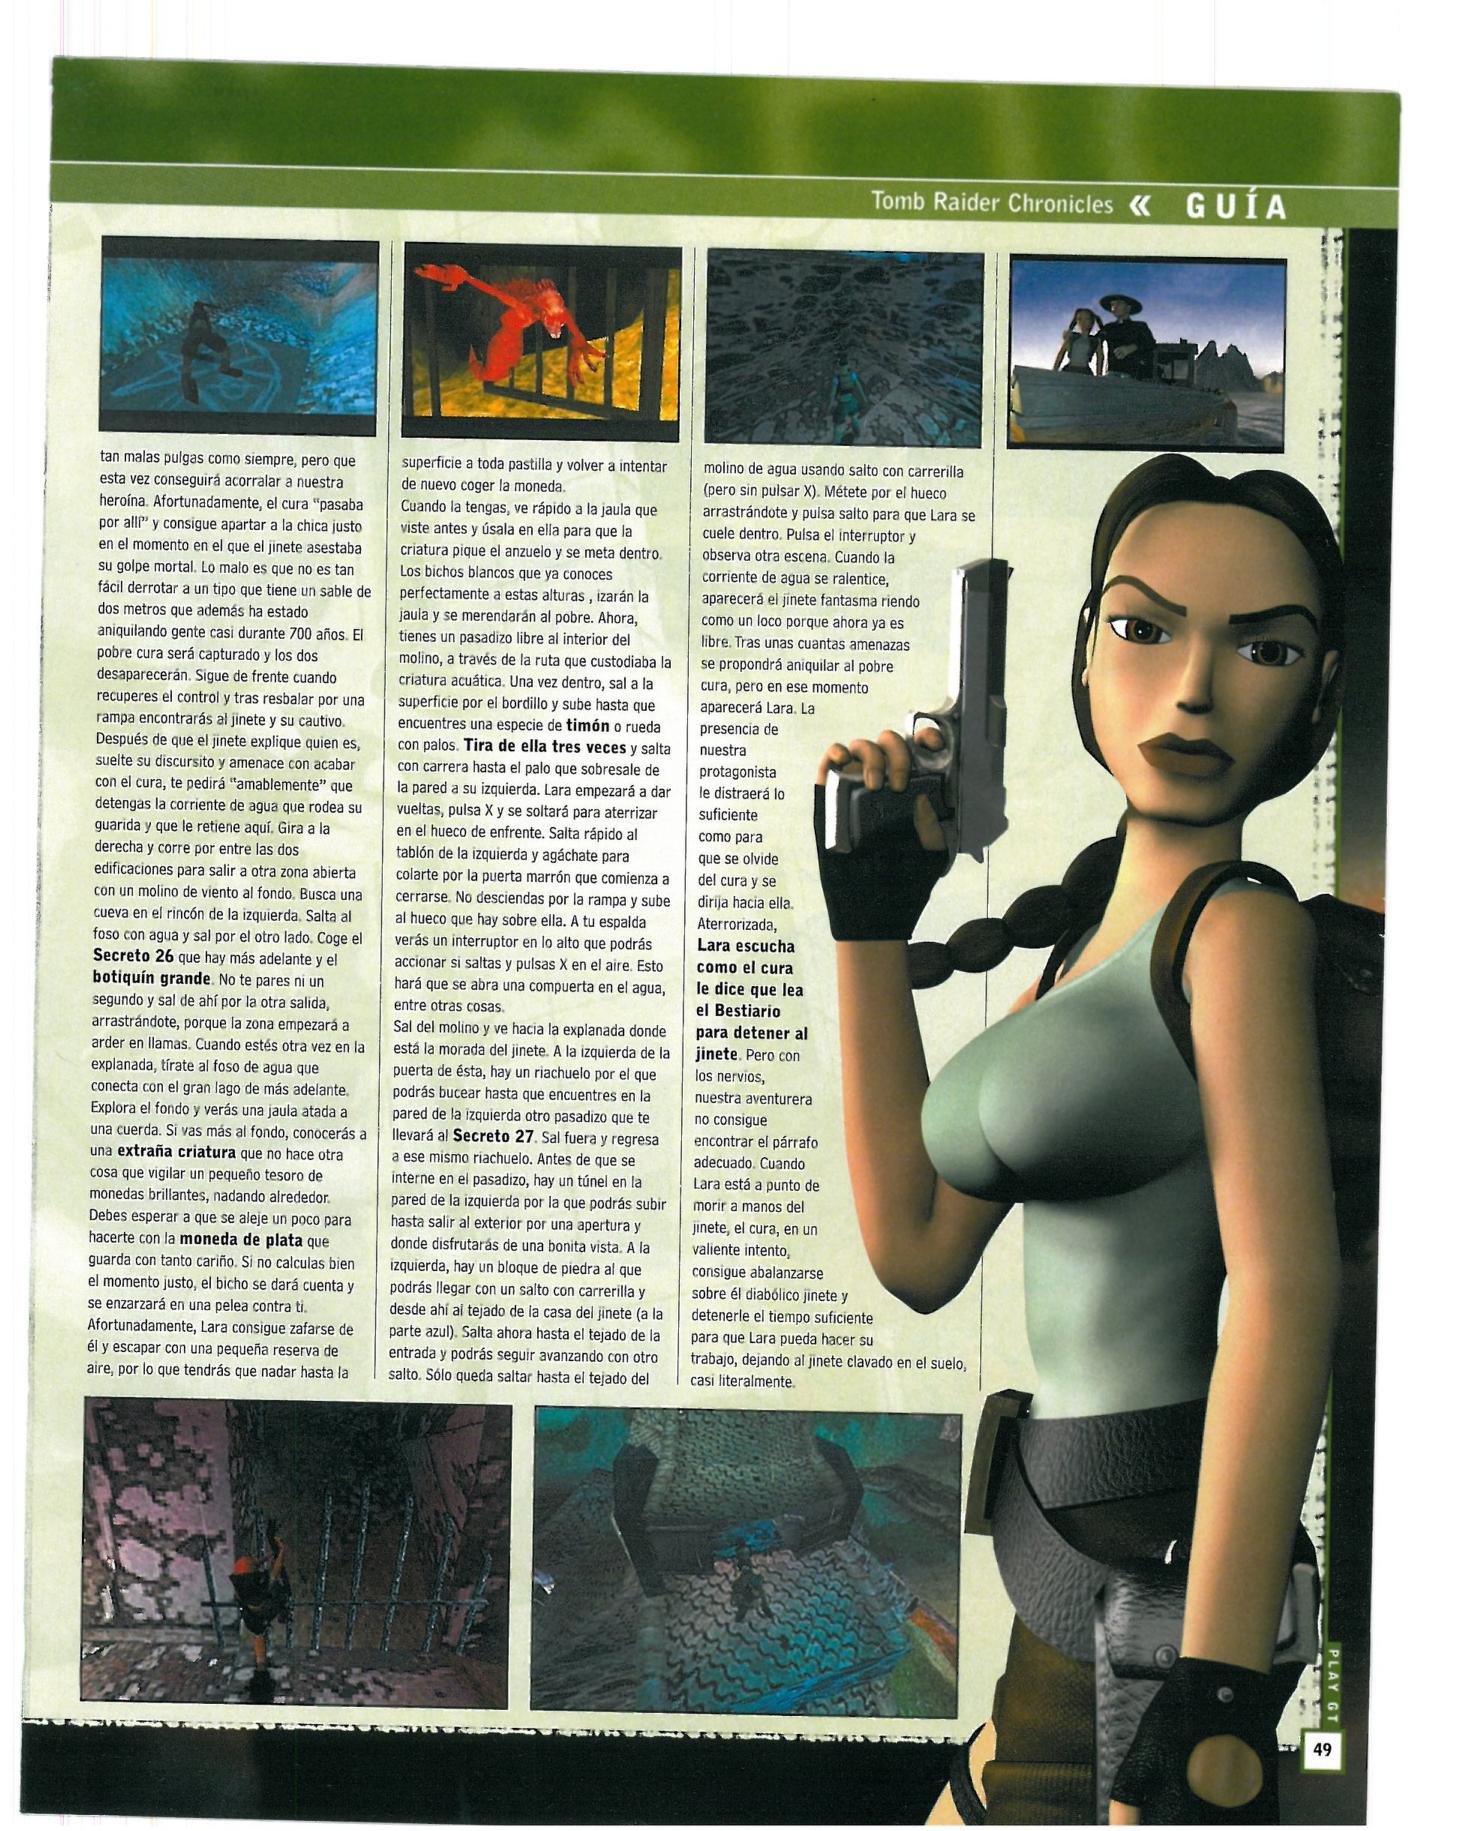 Tomb Raider Chronicles « GUÍA
tan malas pulgas como siempre, pero que
esta vez conseguirá acorralar a nuestra
heroína. Afortunadamente, el cura "pasaba
por allí" y consigue apartar a la chica justo
en el momento en el que el jinete asestaba
su golpe mortal. Lo malo es que no es tan
fácil derrotar a un tipo que tiene un sable de
dos metros que además ha estado
aniquilando gente casi durante 700 años. El
pobre cura será capturado y los dos
desaparecerán. Sigue de frente cuando
recuperes el control y tras resbalar por una
rampa encontrarás al jinete y su cautivo.
Después de que el jinete explique quien es,
suelte su discursito y amenace con acabar
con el cura, te pedirá "amablemente" que
detengas la corriente de agua que rodea su
guarida y que le retiene aquí. Gira a la
derecha y corre por entre las dos
edificaciones para salir a otra zona abierta
con un molino de viento al fondo. Busca una
cueva en el rincón de la izquierda. Salta al
foso con agua y sal por el otro lado. Coge el
Secreto 26 que hay más adelante y el
botiquín grande. No te pares ni un
segundo y sal de ahí por la otra salida,
arrastrándote, porque la zona empezará a
arder en llamas. Cuando estés otra vez en la
explanada, tírate al foso de agua que
conecta con el gran lago de más adelante.
Explora el fondo y verás una jaula atada a
una cuerda. Si vas más al fondo, conocerás a
una extraña criatura que no hace otra
cosa que vigilar un pequeño tesoro de
monedas brillantes, nadando alrededor.
Debes esperar a que se aleje un poco para
hacerte con la moneda de plata que
guarda con tanto cariño. Si no calculas bien
el momento justo, el bicho se dará cuenta y
se enzarzará en una pelea contra ti.
Afortunadamente, Lara consigue zafarse de
él y escapar con una pequeña reserva de
aire, por lo que tendrás que nadar hasta la
superficie a toda pastilla y volver a intentar
de nuevo coger la moneda.
Cuando la tengas, ve rápido a la jaula que
viste antes y úsala en ella para que la
criatura pique el anzuelo y se meta dentro.
Los bichos blancos que ya conoces
perfectamente a estas alturas , izarán la
jaula y se merendarán al pobre. Ahora,
tienes un pasadizo libre al interior del
molino, a través de la ruta que custodiaba la
criatura acuática. Una vez dentro, sal a la
superficie por el bordillo y sube hasta que
encuentres una especie de timón o rueda
con palos. Tira de ella tres veces y salta
con carrera hasta el palo que sobresale de
la pared a su izquierda. Lara empezará a dar
vueltas, pulsa X y se soltará para aterrizar
en el hueco de enfrente. Salta rápido al
tablón de la izquierda y agáchate para
colarte por la puerta marrón que comienza a
cerrarse. No desciendas por la rampa y sube
al hueco que hay sobre ella. A tu espalda
verás un interruptor en lo alto que podrás
accionar si saltas y pulsas X en el aire. Esto
hará que se abra una compuerta en el agua,
entre otras cosas.
Sal del molino y ve hacia la explanada donde
está la morada del jinete. A la izquierda de la
puerta de ésta, hay un riachuelo por el que
podrás bucear hasta que encuentres en la
pared de la izquierda otro pasadizo que te
llevará al Secreto 27. Sal fuera y regresa
a ese mismo riachuelo. Antes de que se
interne en el pasadizo, hay un túnel en la
pared de la izquierda por la que podrás subir
hasta salir al exterior por una apertura y
donde disfrutarás de una bonita vista. A la
izquierda, hay un bloque de piedra al que
podrás llegar con un salto con carrerilla y
desde ahí al tejado de la casa del jinete (a la
parte azul). Salta ahora hasta el tejado de la
entrada y podrás seguir avanzando con otro
salto. Sólo queda saltar hasta el tejado del
molino de agua usando salto con carrerilla
(pero sin pulsar X). Métete por el hueco
arrastrándote y pulsa salto para que Lara se
cuele dentro. Pulsa el interruptor y
observa otra escena. Cuando la
corriente de agua se ralentice,
aparecerá el jinete fantasma riendo
como un loco porque ahora ya es
libre. Tras unas cuantas amenazas
se propondrá aniquilar al pobre
cura, pero en ese momento
aparecerá Lara. La
presencia de
nuestra
protagonista
le distraerá lo
suficiente
como para
que se olvide
del cura y se
dirija hacia ella.
Aterrorizada,
Lara escucha
como el cura
le dice que lea
el Bestiario
para detener al
jinete. Pero con
los nervios,
nuestra aventurera
no consigue
encontrar el párrafo
adecuado. Cuando
Lara está a punto de
morir a manos del
jinete, el cura, en un
valiente intento,
consigue abalanzarse
sobre él diabólico jinete y
detenerle el tiempo suficiente
para que Lara pueda hacer su
trabajo, dejando al jinete clavado en el suelo,
casi literalmente.
PLAY GT
49